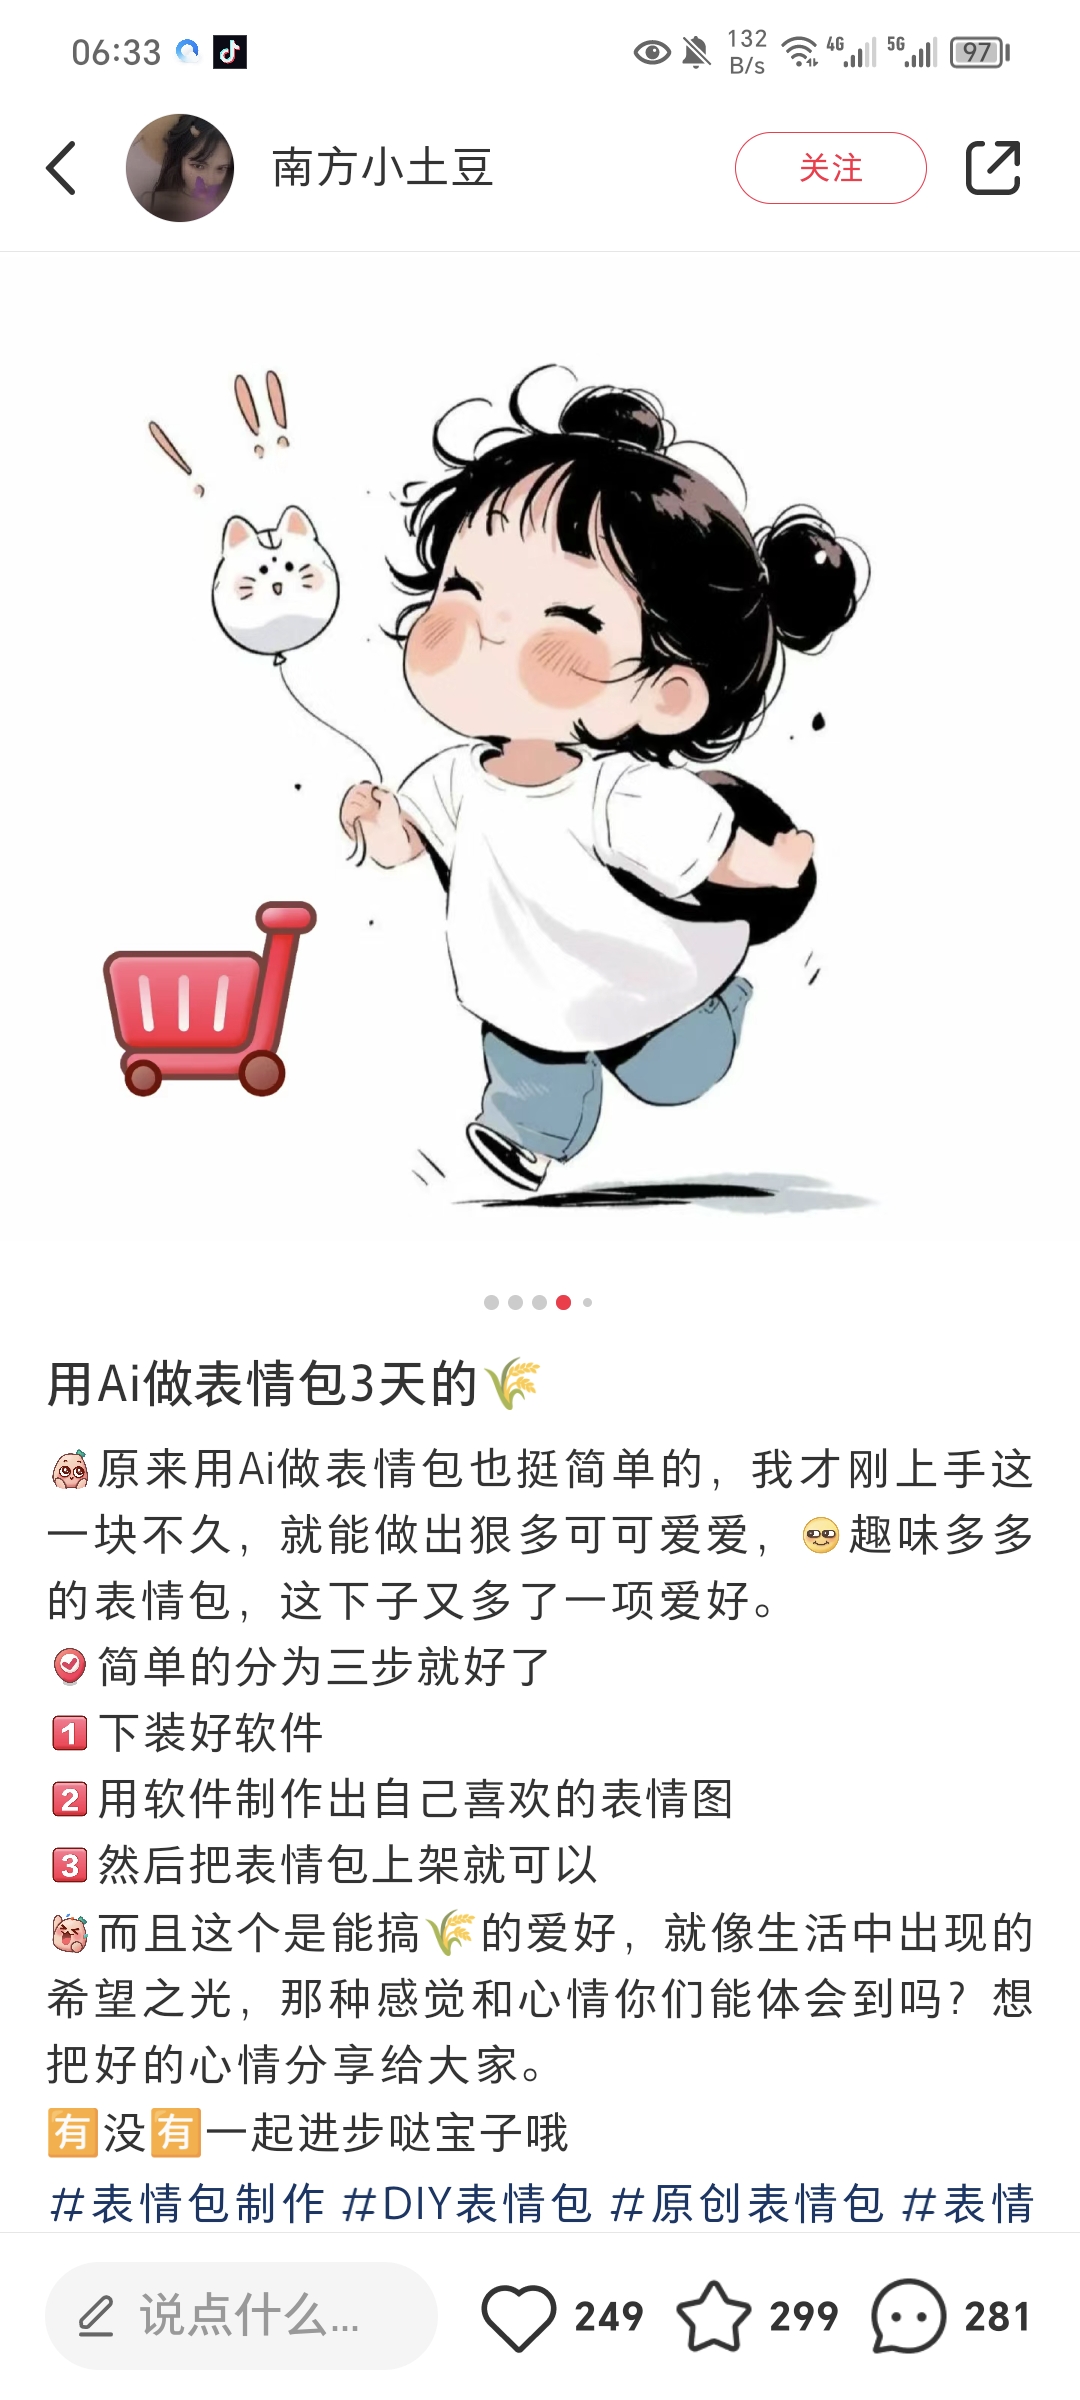 06:33
132
B/s
4G
5G
97
南方小土豆
关注
用Ai做表情包3天的🌾
原来用Ai做表情包也挺简单的，我才刚上手这
一块不久，就能做出狠多可可爱爱，😑趣味多多
的表情包，这下子又多了一项爱好。
简单的分为三步就好了
1下装好软件
2用软件制作出自己喜欢的表情图
3然后把表情包上架就可以
而且这个是能搞🌾的爱好，就像生活中出现的
希望之光，那种感觉和心情你们能体会到吗？想
把好的心情分享给大家。
🈶没🈶一起进步哒宝子哦
#表情包制作 #DIY表情包 #原创表情包 #表情
说点什么...
249
299
281